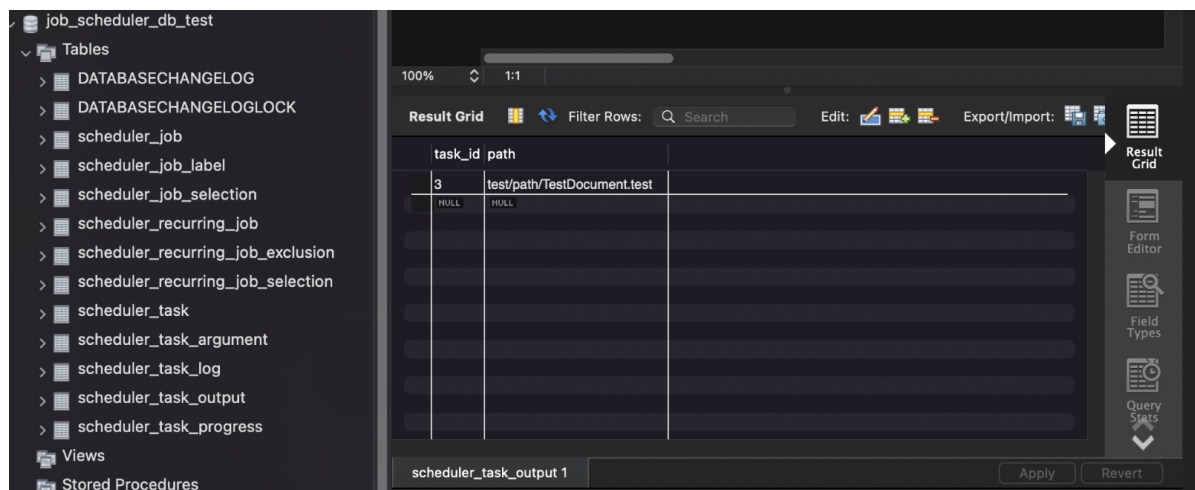 job_scheduler_db_test
Tables
DATABASECHANGELOG
DATABASECHANGELOGLOCK
scheduler_job
scheduler_job_label
scheduler_job_selection
scheduler_recurring_job
scheduler_recurring_job_exclusion
scheduler_recurring_job_selection
scheduler_task
scheduler_task_argument
scheduler_task_log
scheduler_task_output
scheduler_task_progress
Views
Stored Procedures
100% 1:1
Result Grid Filter Rows: Search Edit: Export/Import:
task_id path
3 test/path/TestDocument.test
NULL NULL
Result
Grid
Form
Editor
Field
Types
Query
Stats
scheduler_task_output 1 Apply Revert